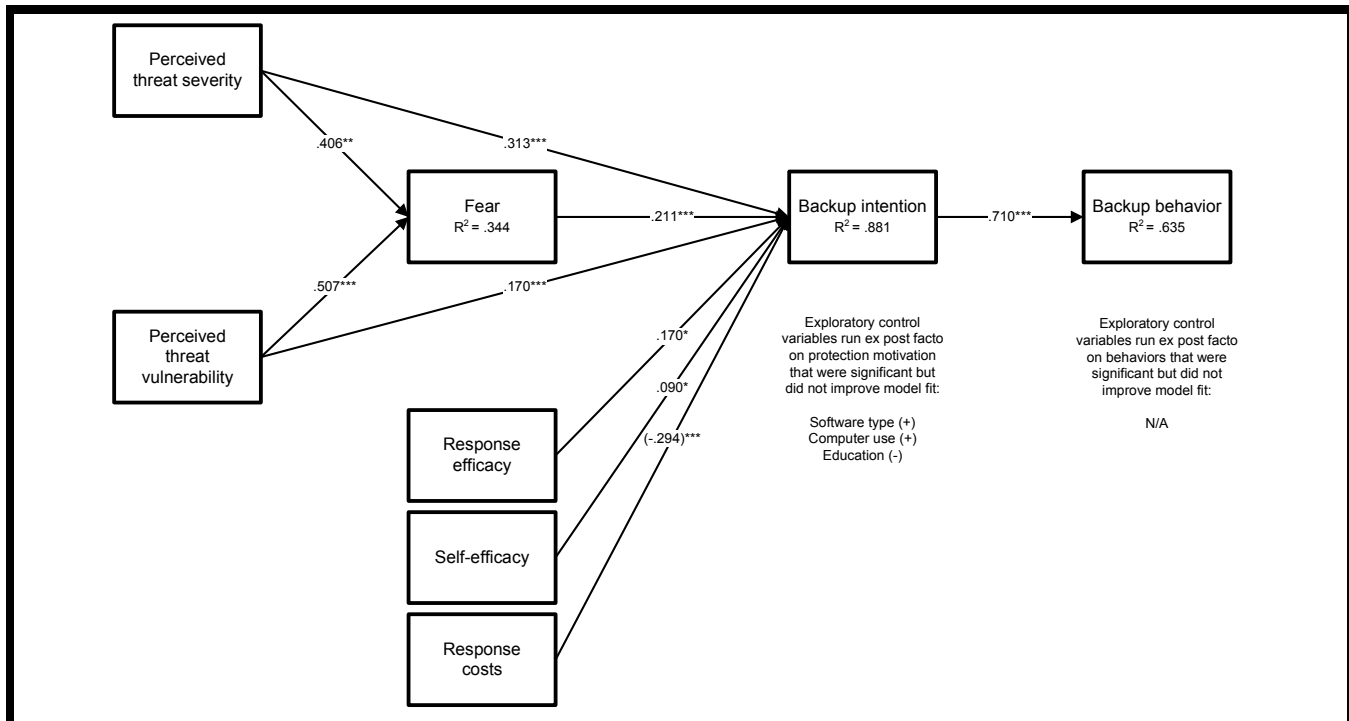 Perceived
threat severity
.406**
.313***
Fear
R² = .344
.211***
Backup intention
R² = .881
.710***
Backup behavior
R² = .635
.507***
.170***
Perceived
threat
vulnerability
Exploratory control
variables run ex post facto
on protection motivation
that were significant but
did not improve model fit:
Software type (+)
Computer use (+)
Education (-)
Exploratory control
variables run ex post facto
on behaviors that were
significant but did not
improve model fit:
N/A
.170*
.090*
(-.294)***
Response
efficacy
Self-efficacy
Response
costs